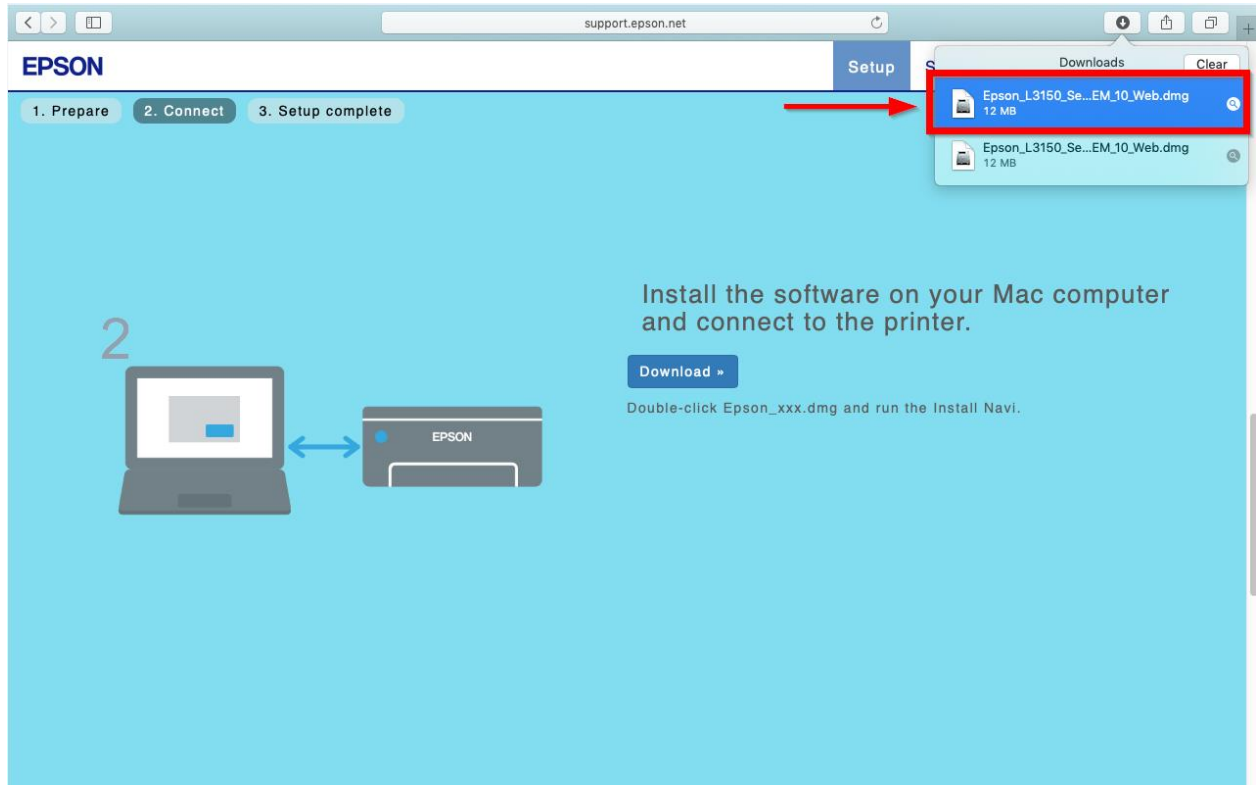 support.epson.net
EPSON
Setup
S
Downloads
Clear
1. Prepare
2. Connect
3. Setup complete
Epson_L3150_Se...EM_10_Web.dmg
12 MB
Epson_L3150_Se...EM_10_Web.dmg
12 MB
2
EPSON
Install the software on your Mac computer
and connect to the printer.
Download »
Double-click Epson_xxx.dmg and run the Install Navi.